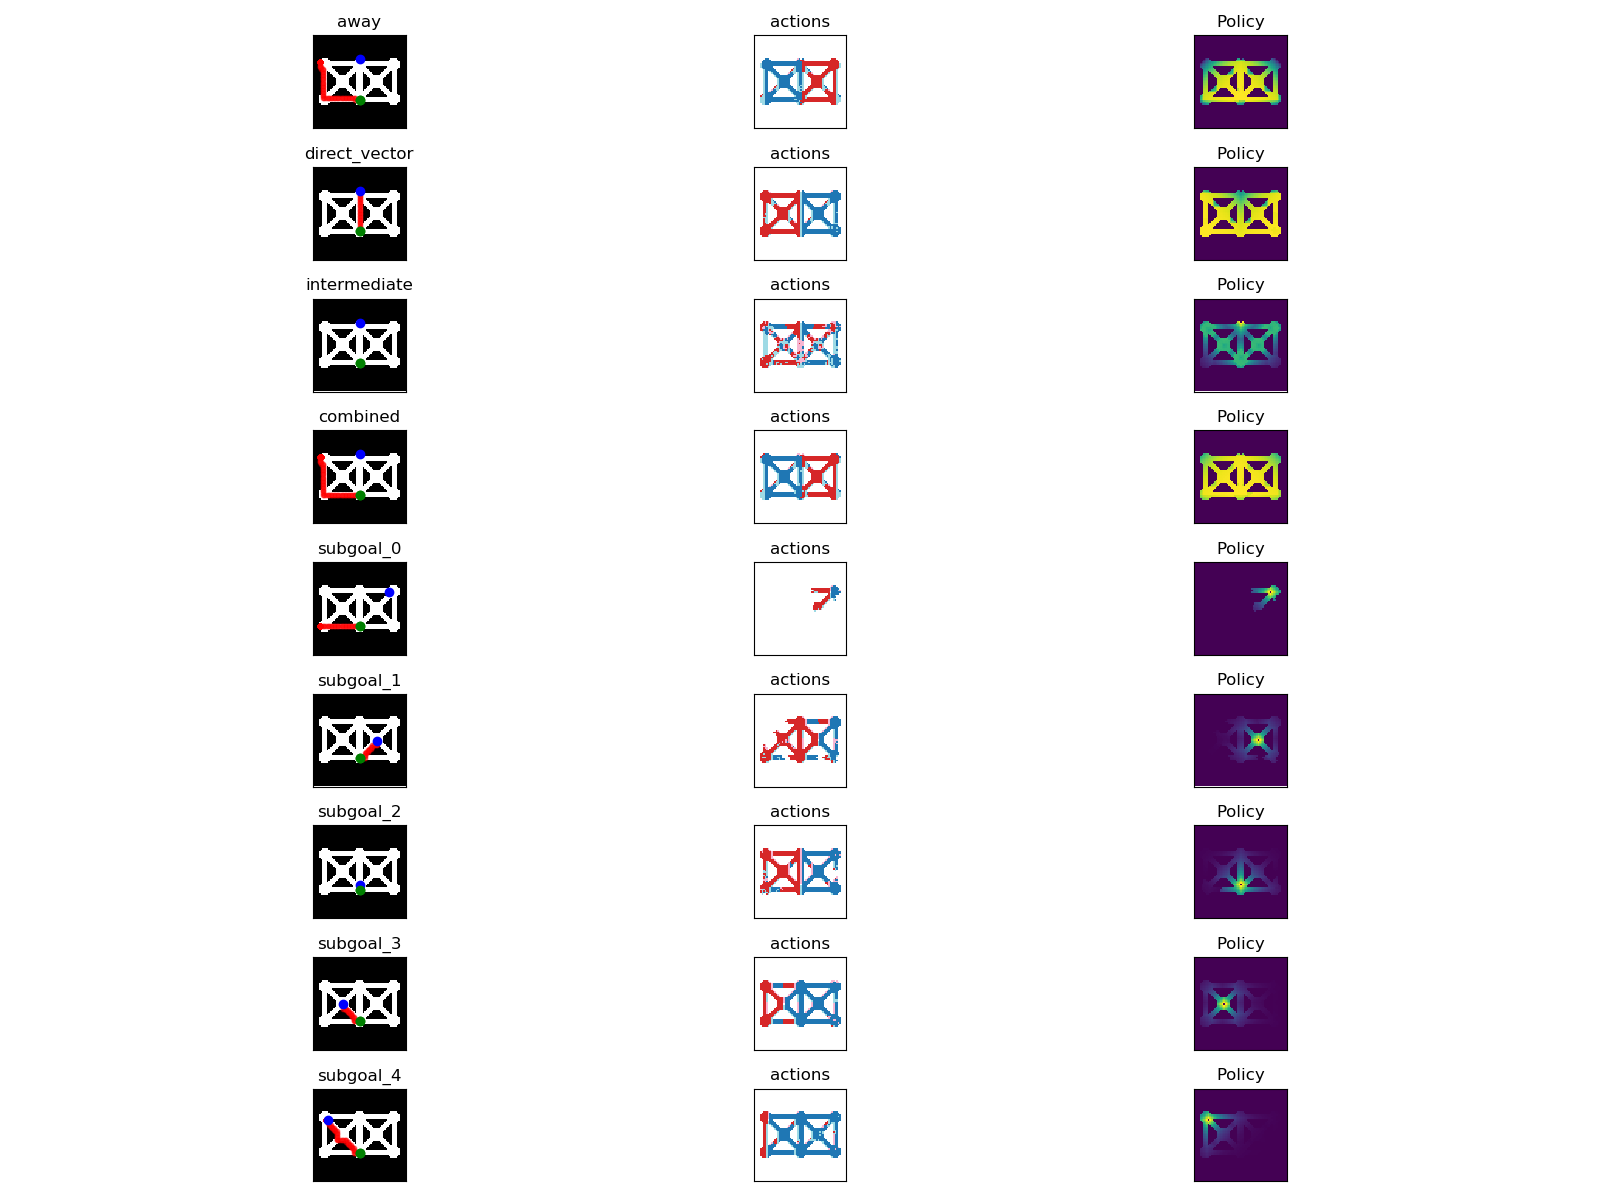 away actions Policy
direct_vector actions Policy
intermediate actions Policy
combined actions Policy
subgoal_0 actions Policy
subgoal_1 actions Policy
subgoal_2 actions Policy
subgoal_3 actions Policy
subgoal_4 actions Policy